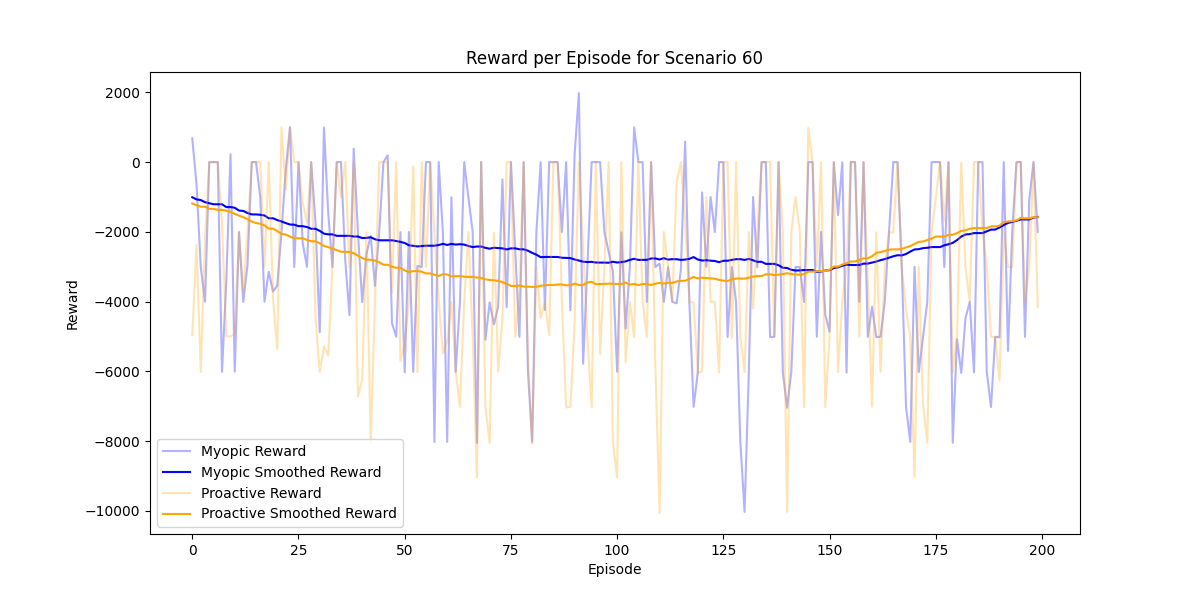 Reward per Episode for Scenario 60
Reward
2000
0
−2000
−4000
−6000
−8000
−10000
Myopic Reward
Myopic Smoothed Reward
Proactive Reward
Proactive Smoothed Reward
0 25 50 75 100 125 150 175 200
Episode